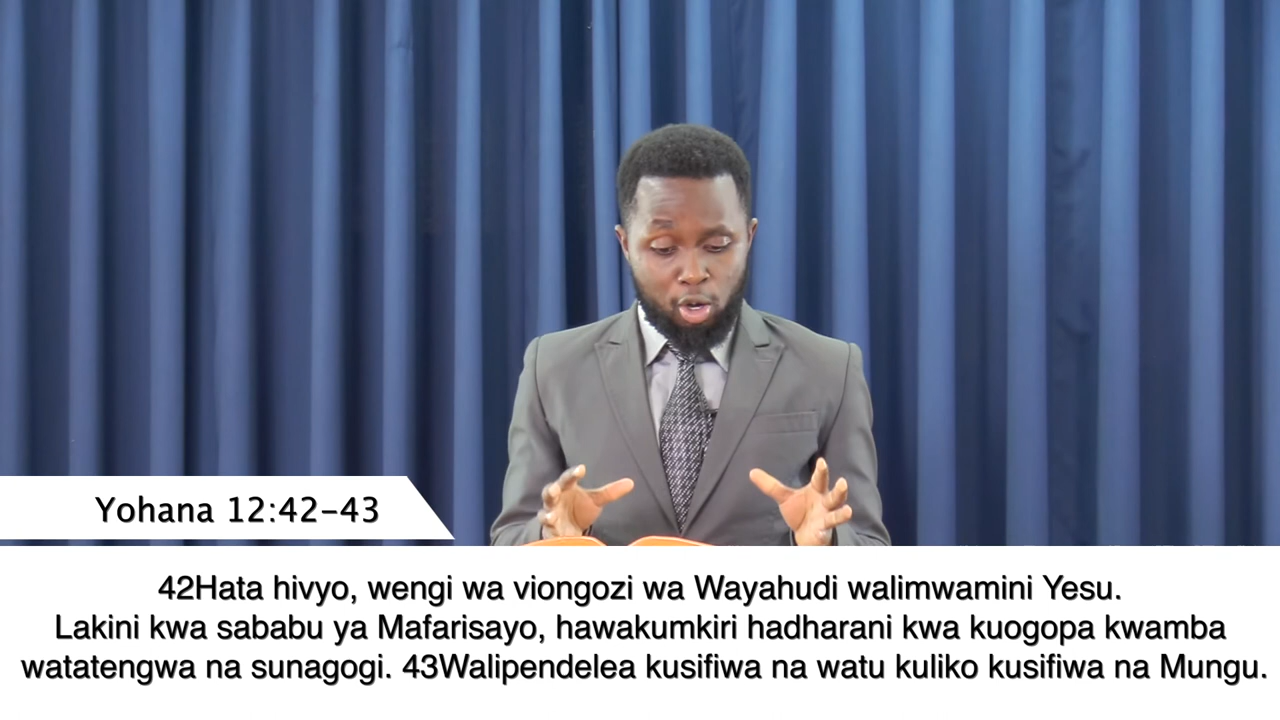 Yohana 12:42-43
42Hata hivyo, wengi wa viongozi wa Wayahudi walimwamini Yesu.
Lakini kwa sababu ya Mafarisayo, hawakumkiri hadharani kwa kuogopa kwamba
watatengwa na sunagogi. 43Walipendelea kusifiwa na watu kuliko kusifiwa na Mungu.